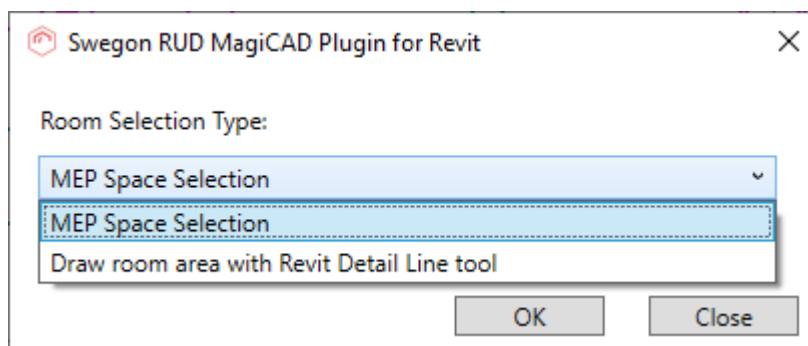 Swegon RUD MagiCAD Plugin for Revit
Room Selection Type:
MEP Space Selection
MEP Space Selection
Draw room area with Revit Detail Line tool
OK Close